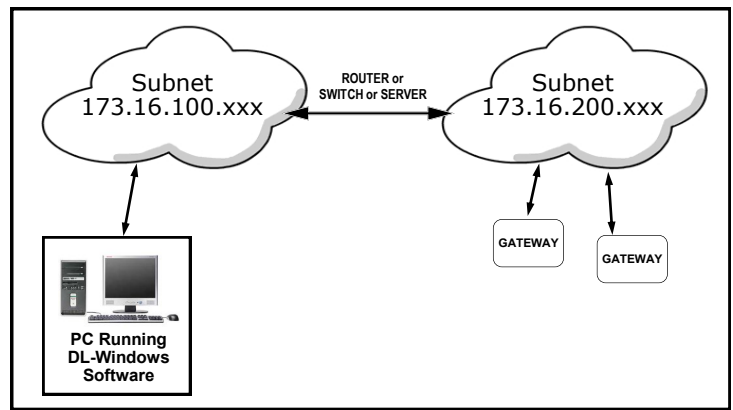 Subnet
173.16.100.xxx
ROUTER or
SWITCH or SERVER
Subnet
173.16.200.xxx
GATEWAY
GATEWAY
PC Running
DL-Windows
Software